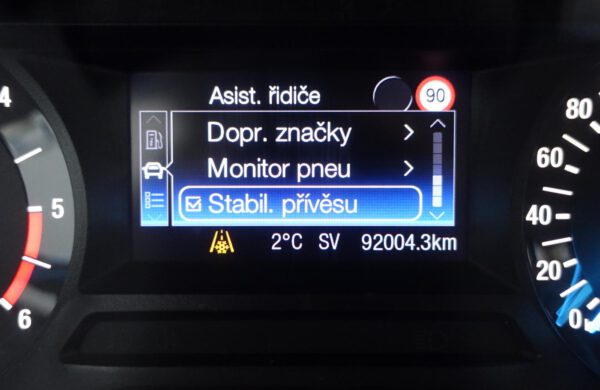 Asist. řidiče 90
Dopr. značky
Monitor pneu
Stabil. přívěsu
2°C SV 92004.3km
4
5
6
80
60
40
20
0